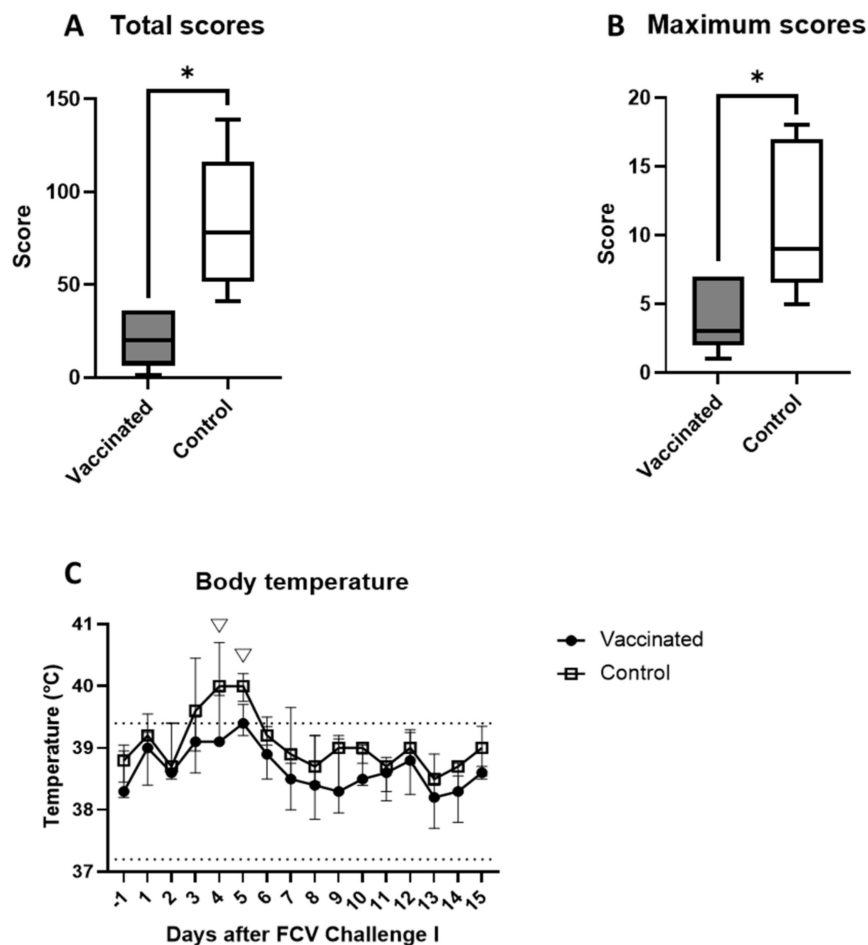 A Total scores
*
150
100
50
0
Score
Vaccinated
Control
B Maximum scores
*
20
15
10
5
0
Score
Vaccinated
Control
C
Body temperature
41
40
39
38
37
Temperature (°C)
-1 1 2 3 4 5 6 7 8 9 10 11 12 13 14 15
Days after FCV Challenge I
Vaccinated
Control